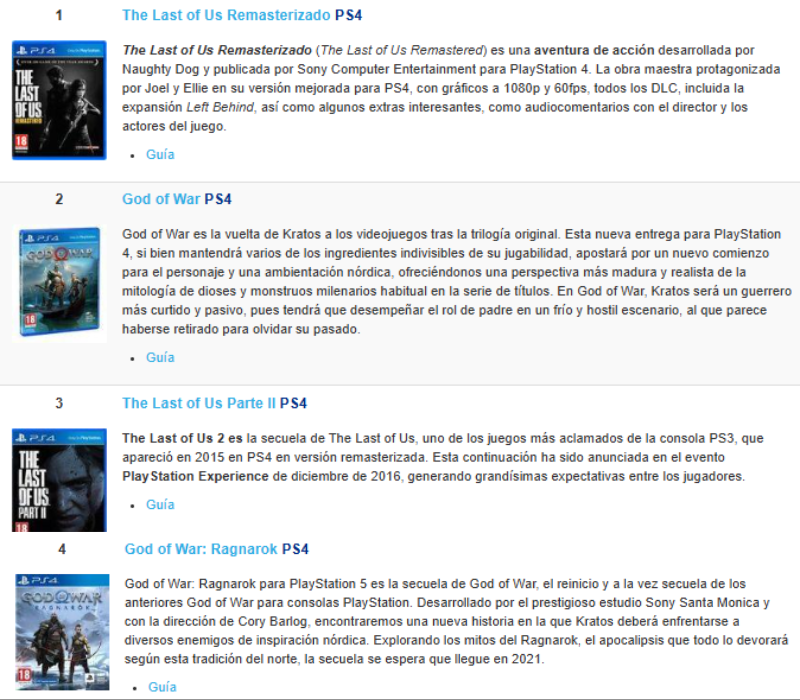 1
The Last of Us Remasterizado PS4
PS4
THE
LAST
OF US
REMASTERED
18
The Last of Us Remasterizado (The Last of Us Remastered) es una aventura de acción desarrollada por
Naughty Dog y publicada por Sony Computer Entertainment para PlayStation 4. La obra maestra protagonizada
por Joel y Ellie en su versión mejorada para PS4, con gráficos a 1080p y 60fps, todos los DLC, incluida la
expansión Left Behind, así como algunos extras interesantes, como audiocomentarios con el director y los
actores del juego.
• Guía
2
God of War PS4
PS4
GOD OF WAR
18
God of War es la vuelta de Kratos a los videojuegos tras la trilogía original. Esta nueva entrega para PlayStation
4, si bien mantendrá varios de los ingredientes indivisibles de su jugabilidad, apostará por un nuevo comienzo
para el personaje y una ambientación nórdica, ofreciéndonos una perspectiva más madura y realista de la
mitología de dioses y monstruos milenarios habitual en la serie de títulos. En God of War, Kratos será un guerrero
más curtido y pasivo, pues tendrá que desempeñar el rol de padre en un frío y hostil escenario, al que parece
haberse retirado para olvidar su pasado.
• Guía
3
The Last of Us Parte II PS4
PS4
THE
LAST
OF US
PART II
18
The Last of Us 2 es la secuela de The Last of Us, uno de los juegos más aclamados de la consola PS3, que
apareció en 2015 en PS4 en versión remasterizada. Esta continuación ha sido anunciada en el evento
PlayStation Experience de diciembre de 2016, generando grandísimas expectativas entre los jugadores.
• Guía
4
God of War: Ragnarok PS4
PS4
GOD OF WAR
RAGNARÖK
18
God of War: Ragnarok para PlayStation 5 es la secuela de God of War, el reinicio y a la vez secuela de los
anteriores God of War para consolas PlayStation. Desarrollado por el prestigioso estudio Sony Santa Monica y
con la dirección de Cory Barlog, encontraremos una nueva historia en la que Kratos deberá enfrentarse a
diversos enemigos de inspiración nórdica. Explorando los mitos del Ragnarok, el apocalipsis que todo lo devorará
según esta tradición del norte, la secuela se espera que llegue en 2021.
• Guía